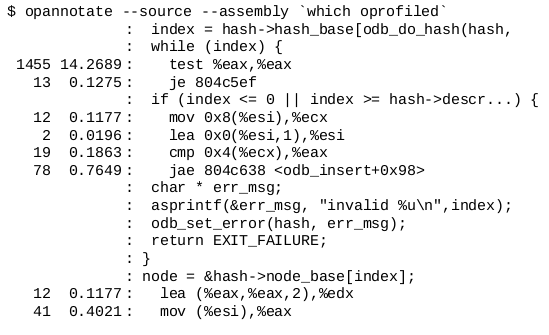 $ opannotate --source --assembly `which oprofiled`
: index = hash->hash_base[odb_do_hash(hash,
: while (index) {
1455 14.2689 : test %eax,%eax
13 0.1275 : je 804c5ef
: if (index <= 0 || index >= hash->descr...) {
12 0.1177 : mov 0x8(%esi),%ecx
2 0.0196 : lea 0x0(%esi,1),%esi
19 0.1863 : cmp 0x4(%ecx),%eax
78 0.7649 : jae 804c638 <odb_insert+0x98>
: char * err_msg;
: asprintf(&err_msg, "invalid %u\n",index);
: odb_set_error(hash, err_msg);
: return EXIT_FAILURE;
: }
: node = &hash->node_base[index];
12 0.1177 : lea (%eax,%eax,2),%edx
41 0.4021 : mov (%esi),%eax